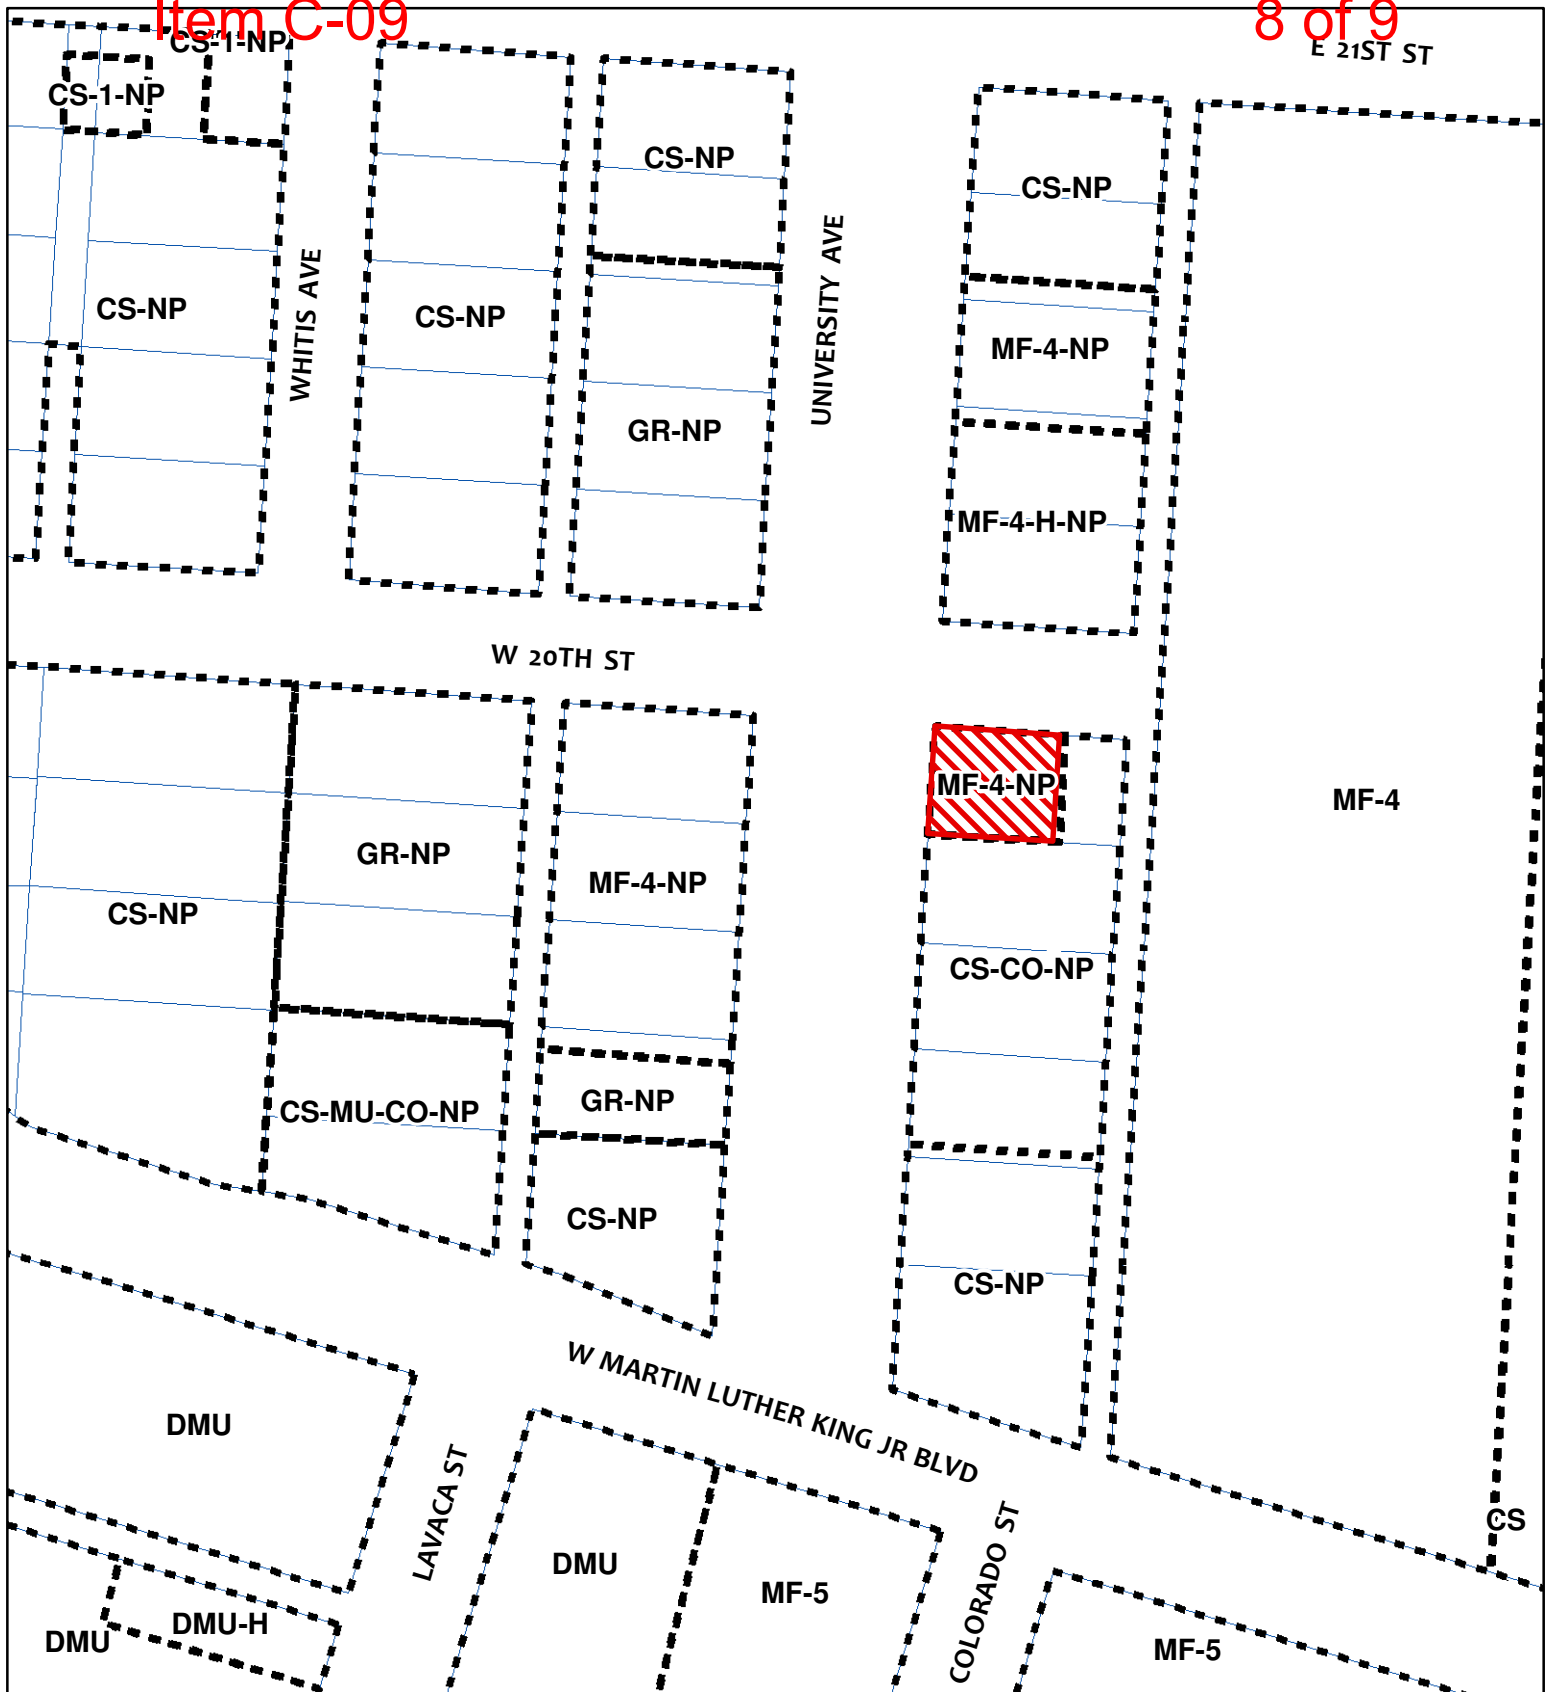 Item C-09
8 of 9
CS-1-NP
E 21ST ST
CS-1-NP
CS-NP
CS-NP
WHITIS AVE
CS-NP
CS-NP
UNIVERSITY AVE
MF-4-NP
GR-NP
MF-4-H-NP
W 20TH ST
MF-4-NP
MF-4
GR-NP
MF-4-NP
CS-NP
CS-CO-NP
CS-MU-CO-NP
GR-NP
CS-NP
CS-NP
W MARTIN LUTHER KING JR BLVD
DMU
LAVACA ST
CS
DMU
MF-5
COLORADO ST
DMU-H
DMU
MF-5